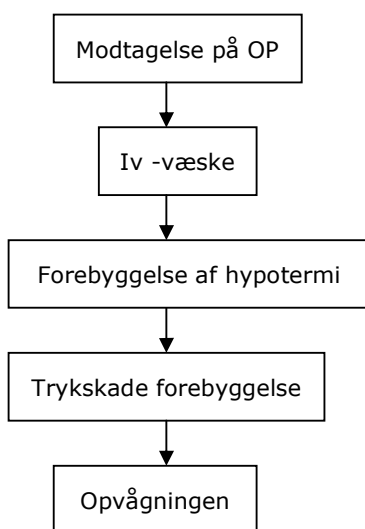 Modtagelse på OP
Iv -væske
Forebyggelse af hypotermi
Trykskade forebyggelse
Opvågningen